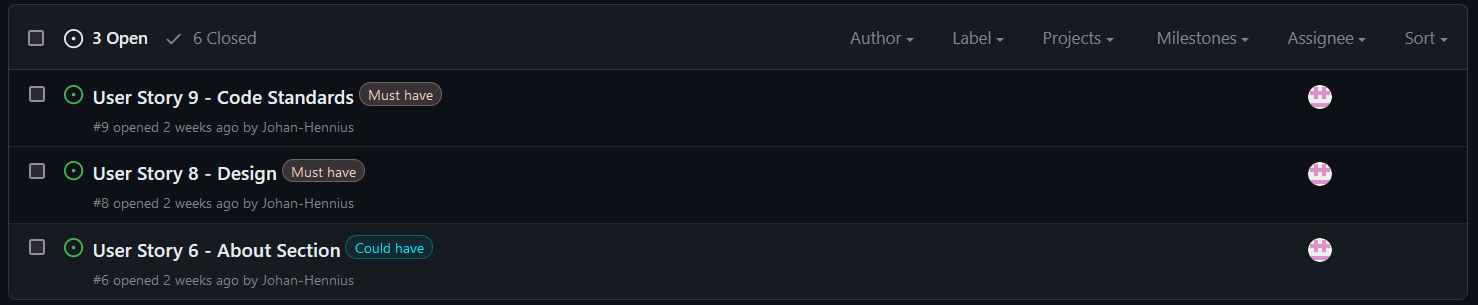 3 Open 6 Closed Author Label Projects Milestones Assignee Sort
User Story 9 - Code Standards Must have
#9 opened 2 weeks ago by Johan-Hennius
User Story 8 - Design Must have
#8 opened 2 weeks ago by Johan-Hennius
User Story 6 - About Section Could have
#6 opened 2 weeks ago by Johan-Hennius